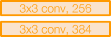 3x3 conv, 256
3x3 conv, 384